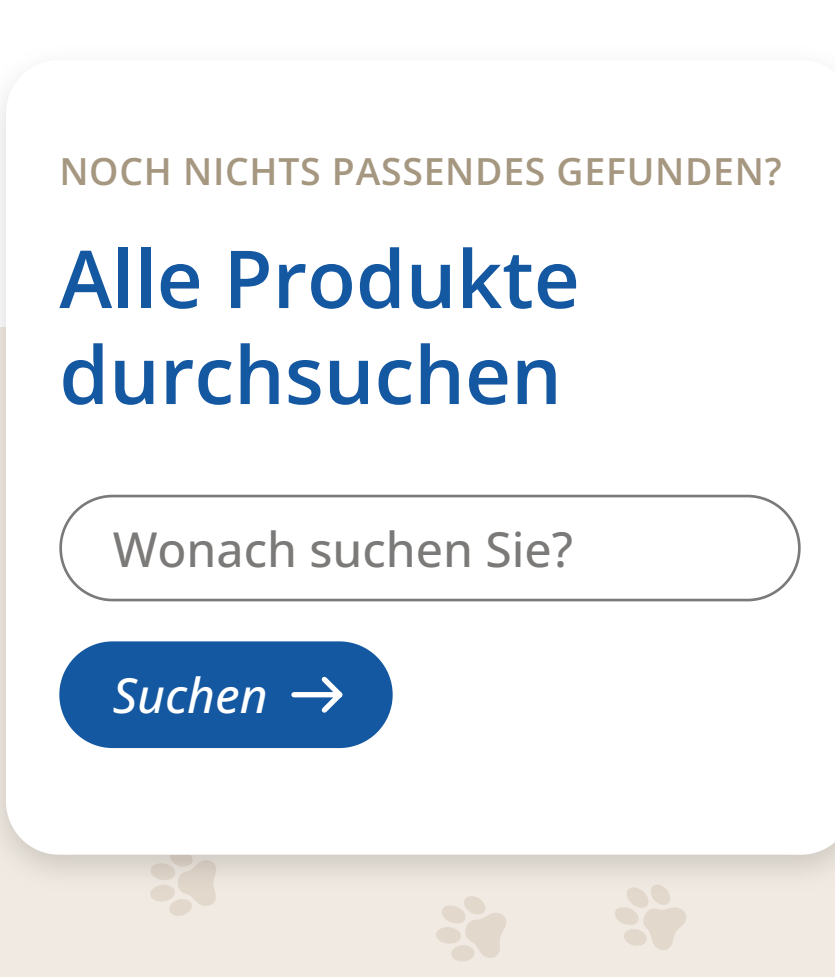 NOCH NICHTS PASSENDES GEFUNDEN?
Alle Produkte
durchsuchen
Wonach suchen Sie?
Suchen